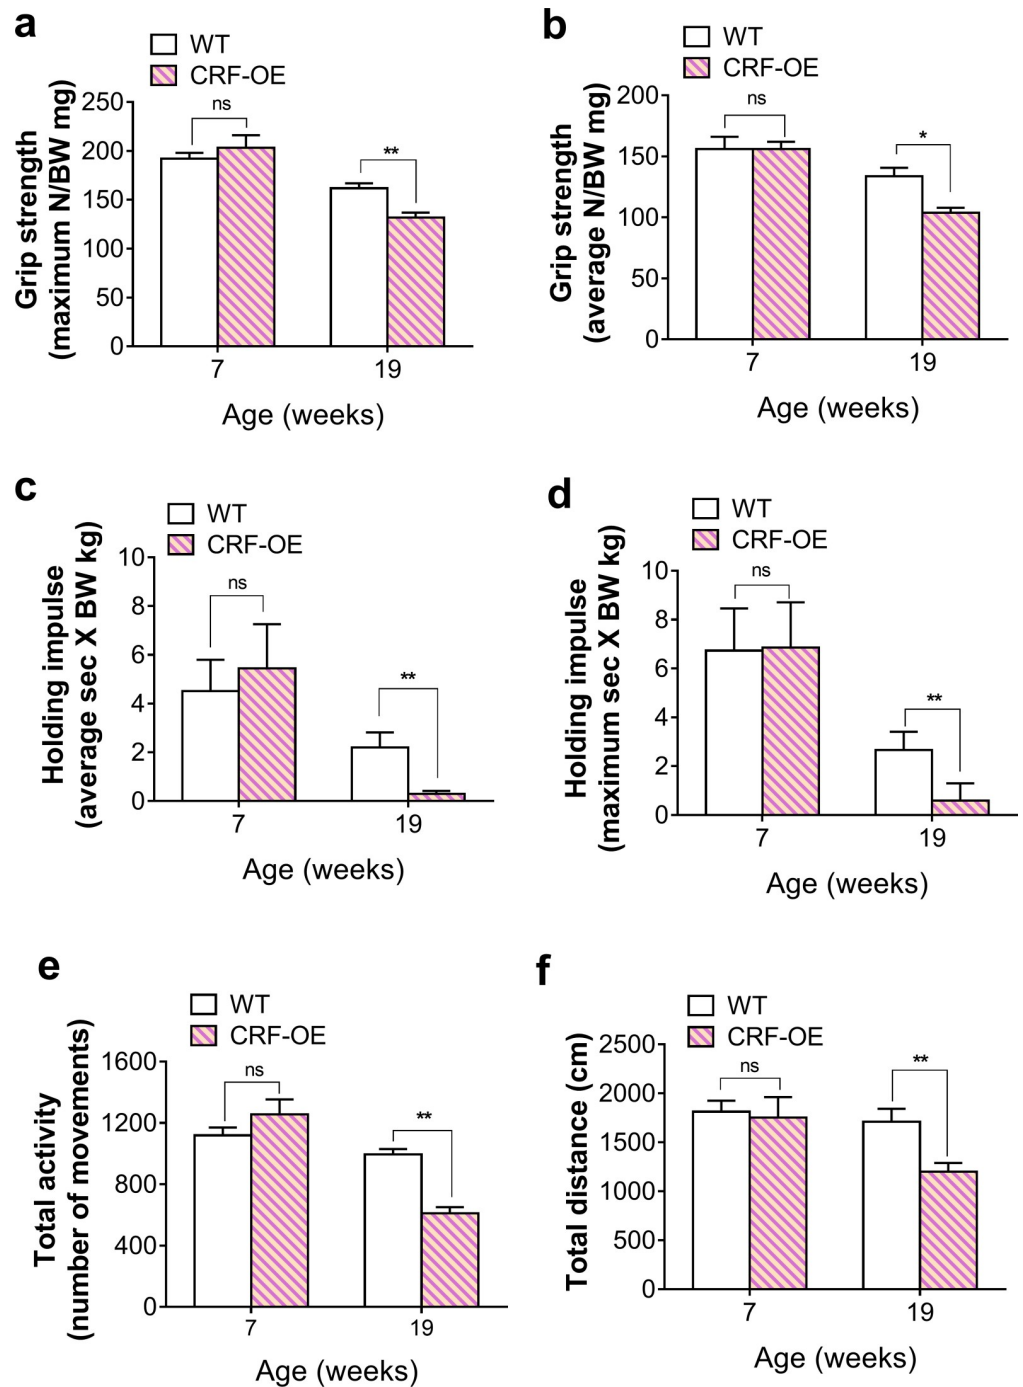 a
WT
CRF-OE
Grip strength
(maximum N/BW mg)
250
200
150
100
50
0
ns
**
7
19
Age (weeks)
b
WT
CRF-OE
Grip strength
(average N/BW mg)
200
150
100
50
0
ns
*
7
19
Age (weeks)
c
WT
CRF-OE
Holding impulse
(average sec X BW kg)
10
8
6
4
2
0
ns
**
7
19
Age (weeks)
d
WT
CRF-OE
Holding impulse
(maximum sec X BW kg)
10
8
6
4
2
0
ns
**
7
19
Age (weeks)
e
WT
CRF-OE
Total activity
(number of movements)
1600
1200
800
400
0
ns
**
7
19
Age (weeks)
f
WT
CRF-OE
Total distance (cm)
2500
2000
1500
1000
500
0
ns
**
7
19
Age (weeks)